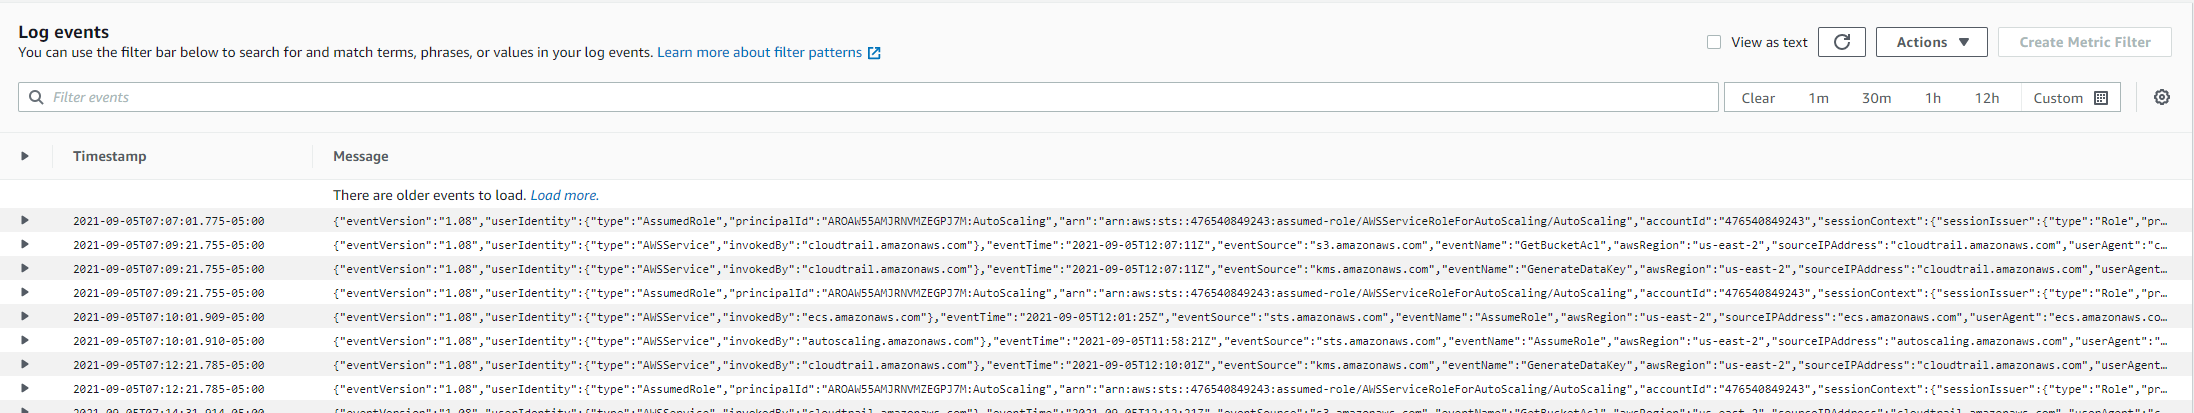 Log events
You can use the filter bar below to search for and match terms, phrases, or values in your log events. Learn more about filter patterns
View as text
Actions
Create Metric Filter
Filter events
Clear 1m 30m 1h 12h Custom
Timestamp Message
There are older events to load. Load more.
2021-09-05T07:07:01.775-05:00 {"eventVersion":"1.08","userIdentity":{"type":"AssumedRole","principalId":"AROAW55AMJRNVMZEGPJ7M:AutoScaling","arn":"arn:aws:sts::476540849243:assumed-role/AWSServiceRoleForAutoScaling/AutoScaling","accountId":"476540849243","sessionContext":{"sessionIssuer":{"type":"Role","pr…
2021-09-05T07:09:21.755-05:00 {"eventVersion":"1.08","userIdentity":{"type":"AWSService","invokedBy":"cloudtrail.amazonaws.com"},"eventTime":"2021-09-05T12:07:11Z","eventSource":"s3.amazonaws.com","eventName":"GetBucketAcl","awsRegion":"us-east-2","sourceIPAddress":"cloudtrail.amazonaws.com","userAgent":"c…
2021-09-05T07:09:21.755-05:00 {"eventVersion":"1.08","userIdentity":{"type":"AWSService","invokedBy":"cloudtrail.amazonaws.com"},"eventTime":"2021-09-05T12:07:11Z","eventSource":"kms.amazonaws.com","eventName":"GenerateDataKey","awsRegion":"us-east-2","sourceIPAddress":"cloudtrail.amazonaws.com","userAgent…
2021-09-05T07:09:21.755-05:00 {"eventVersion":"1.08","userIdentity":{"type":"AssumedRole","principalId":"AROAW55AMJRNVMZEGPJ7M:AutoScaling","arn":"arn:aws:sts::476540849243:assumed-role/AWSServiceRoleForAutoScaling/AutoScaling","accountId":"476540849243","sessionContext":{"sessionIssuer":{"type":"Role","pr…
2021-09-05T07:10:01.909-05:00 {"eventVersion":"1.08","userIdentity":{"type":"AWSService","invokedBy":"ecs.amazonaws.com"},"eventTime":"2021-09-05T12:01:25Z","eventSource":"sts.amazonaws.com","eventName":"AssumeRole","awsRegion":"us-east-2","sourceIPAddress":"ecs.amazonaws.com","userAgent":"ecs.amazonaws.co…
2021-09-05T07:10:01.910-05:00 {"eventVersion":"1.08","userIdentity":{"type":"AWSService","invokedBy":"autoscaling.amazonaws.com"},"eventTime":"2021-09-05T11:58:21Z","eventSource":"sts.amazonaws.com","eventName":"AssumeRole","awsRegion":"us-east-2","sourceIPAddress":"autoscaling.amazonaws.com","userAgent":"…
2021-09-05T07:12:21.785-05:00 {"eventVersion":"1.08","userIdentity":{"type":"AWSService","invokedBy":"cloudtrail.amazonaws.com"},"eventTime":"2021-09-05T12:10:01Z","eventSource":"kms.amazonaws.com","eventName":"GenerateDataKey","awsRegion":"us-east-2","sourceIPAddress":"cloudtrail.amazonaws.com","userAgent…
2021-09-05T07:12:21.785-05:00 {"eventVersion":"1.08","userIdentity":{"type":"AssumedRole","principalId":"AROAW55AMJRNVMZEGPJ7M:AutoScaling","arn":"arn:aws:sts::476540849243:assumed-role/AWSServiceRoleForAutoScaling/AutoScaling","accountId":"476540849243","sessionContext":{"sessionIssuer":{"type":"Role","pr…